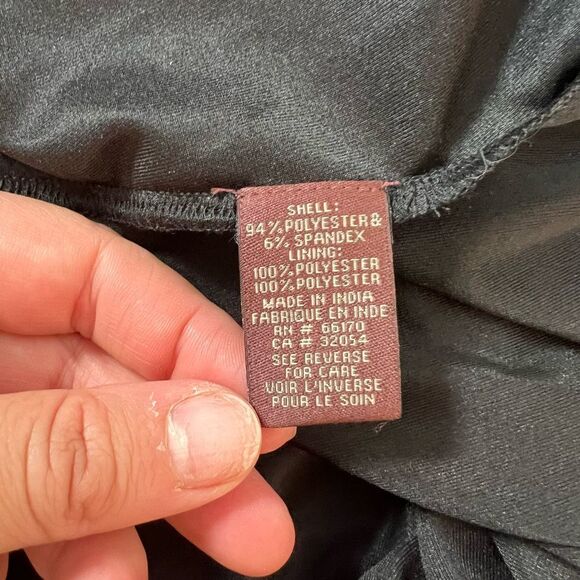 SHELL:
94% POLYESTER&
6% SPANDEX
LINING:
100% POLYESTER
100% POLYESTER
MADE IN INDIA
FABRIQUE EN INDE
RN # 66170
CA # 32054
SEE REVERSE
FOR CARE
VOIR L'INVERSE
POUR LE SOIN